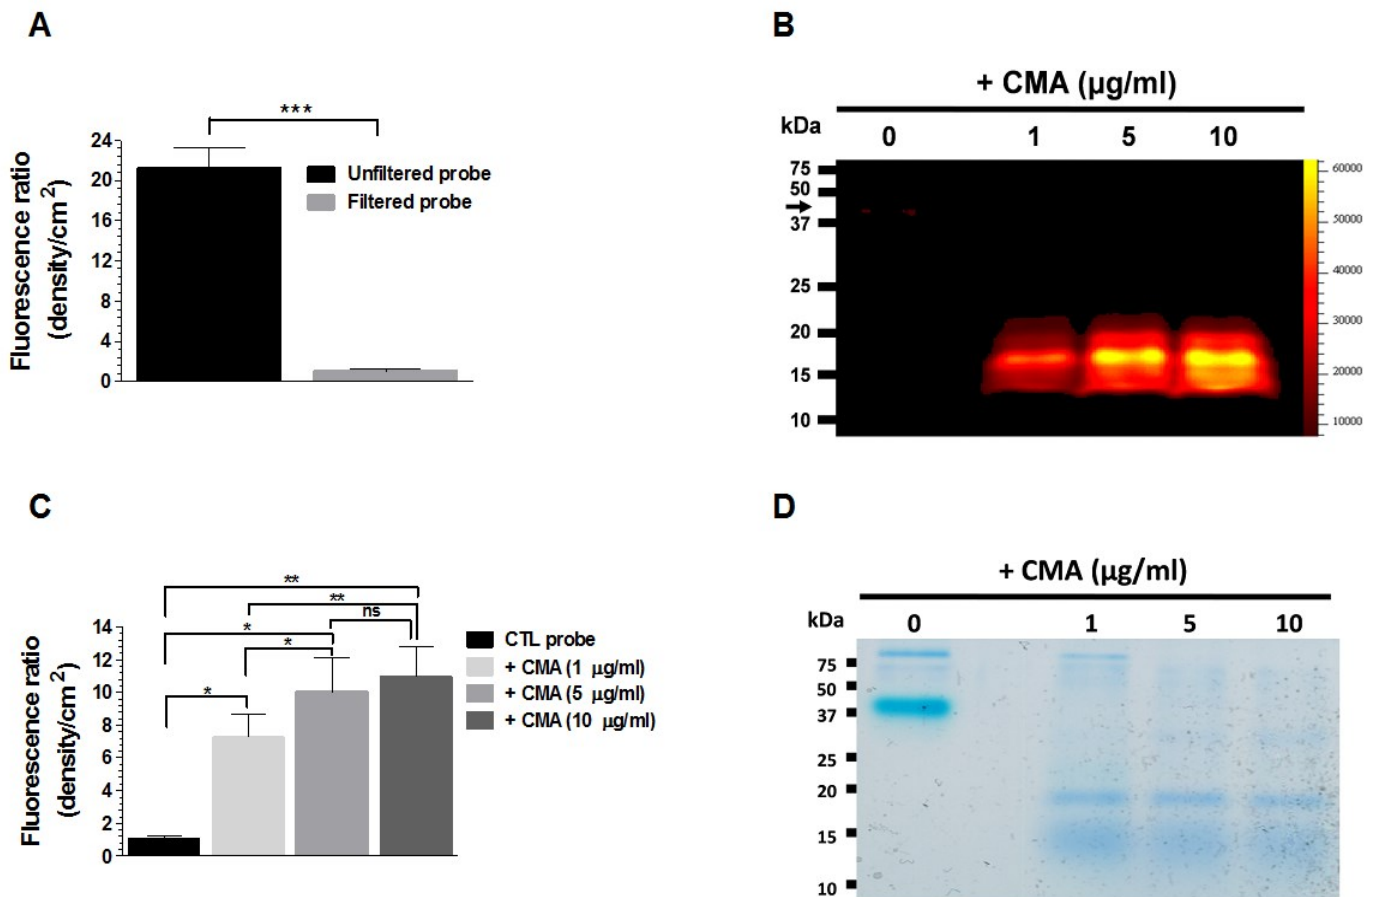 A
***
24
20
16
12
8
4
0
Fluorescence ratio
(density/cm²)
Unfiltered probe
Filtered probe
B
+ CMA (µg/ml)
kDa 0 1 5 10
75
50
37
25
20
15
10
60000
50000
40000
30000
20000
10000
C
**
**
ns
*
*
*
14
12
10
8
6
4
2
0
Fluorescence ratio
(density/cm²)
CTL probe
+ CMA (1 µg/ml)
+ CMA (5 µg/ml)
+ CMA (10 µg/ml)
D
+ CMA (µg/ml)
kDa 0 1 5 10
75
50
37
25
20
15
10